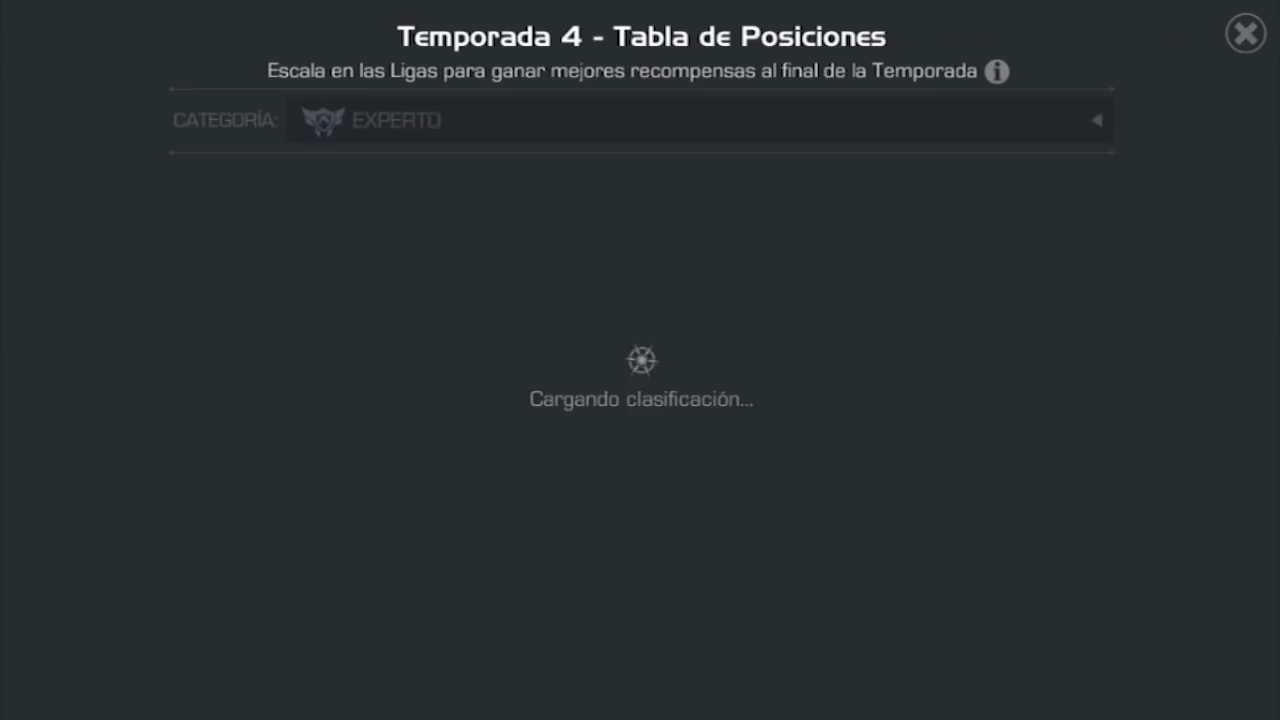 Temporada 4 - Tabla de Posiciones
Escala en las Ligas para ganar mejores recompensas al final de la Temporada
CATEGORÍA: EXPERTO
Cargando clasificación...